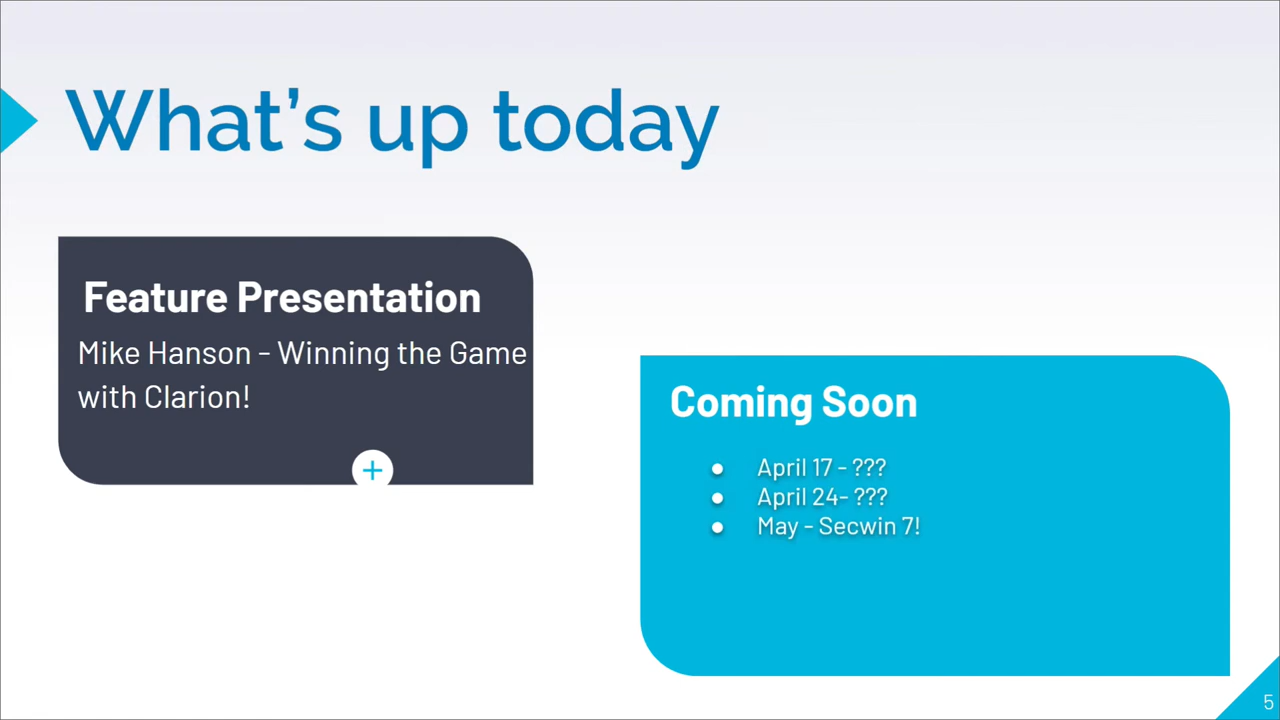 What’s up today
Feature Presentation
Mike Hanson - Winning the Game
with Clarion!
+
Coming Soon
● April 17 - ???
● April 24- ???
● May - Secwin 7!
5